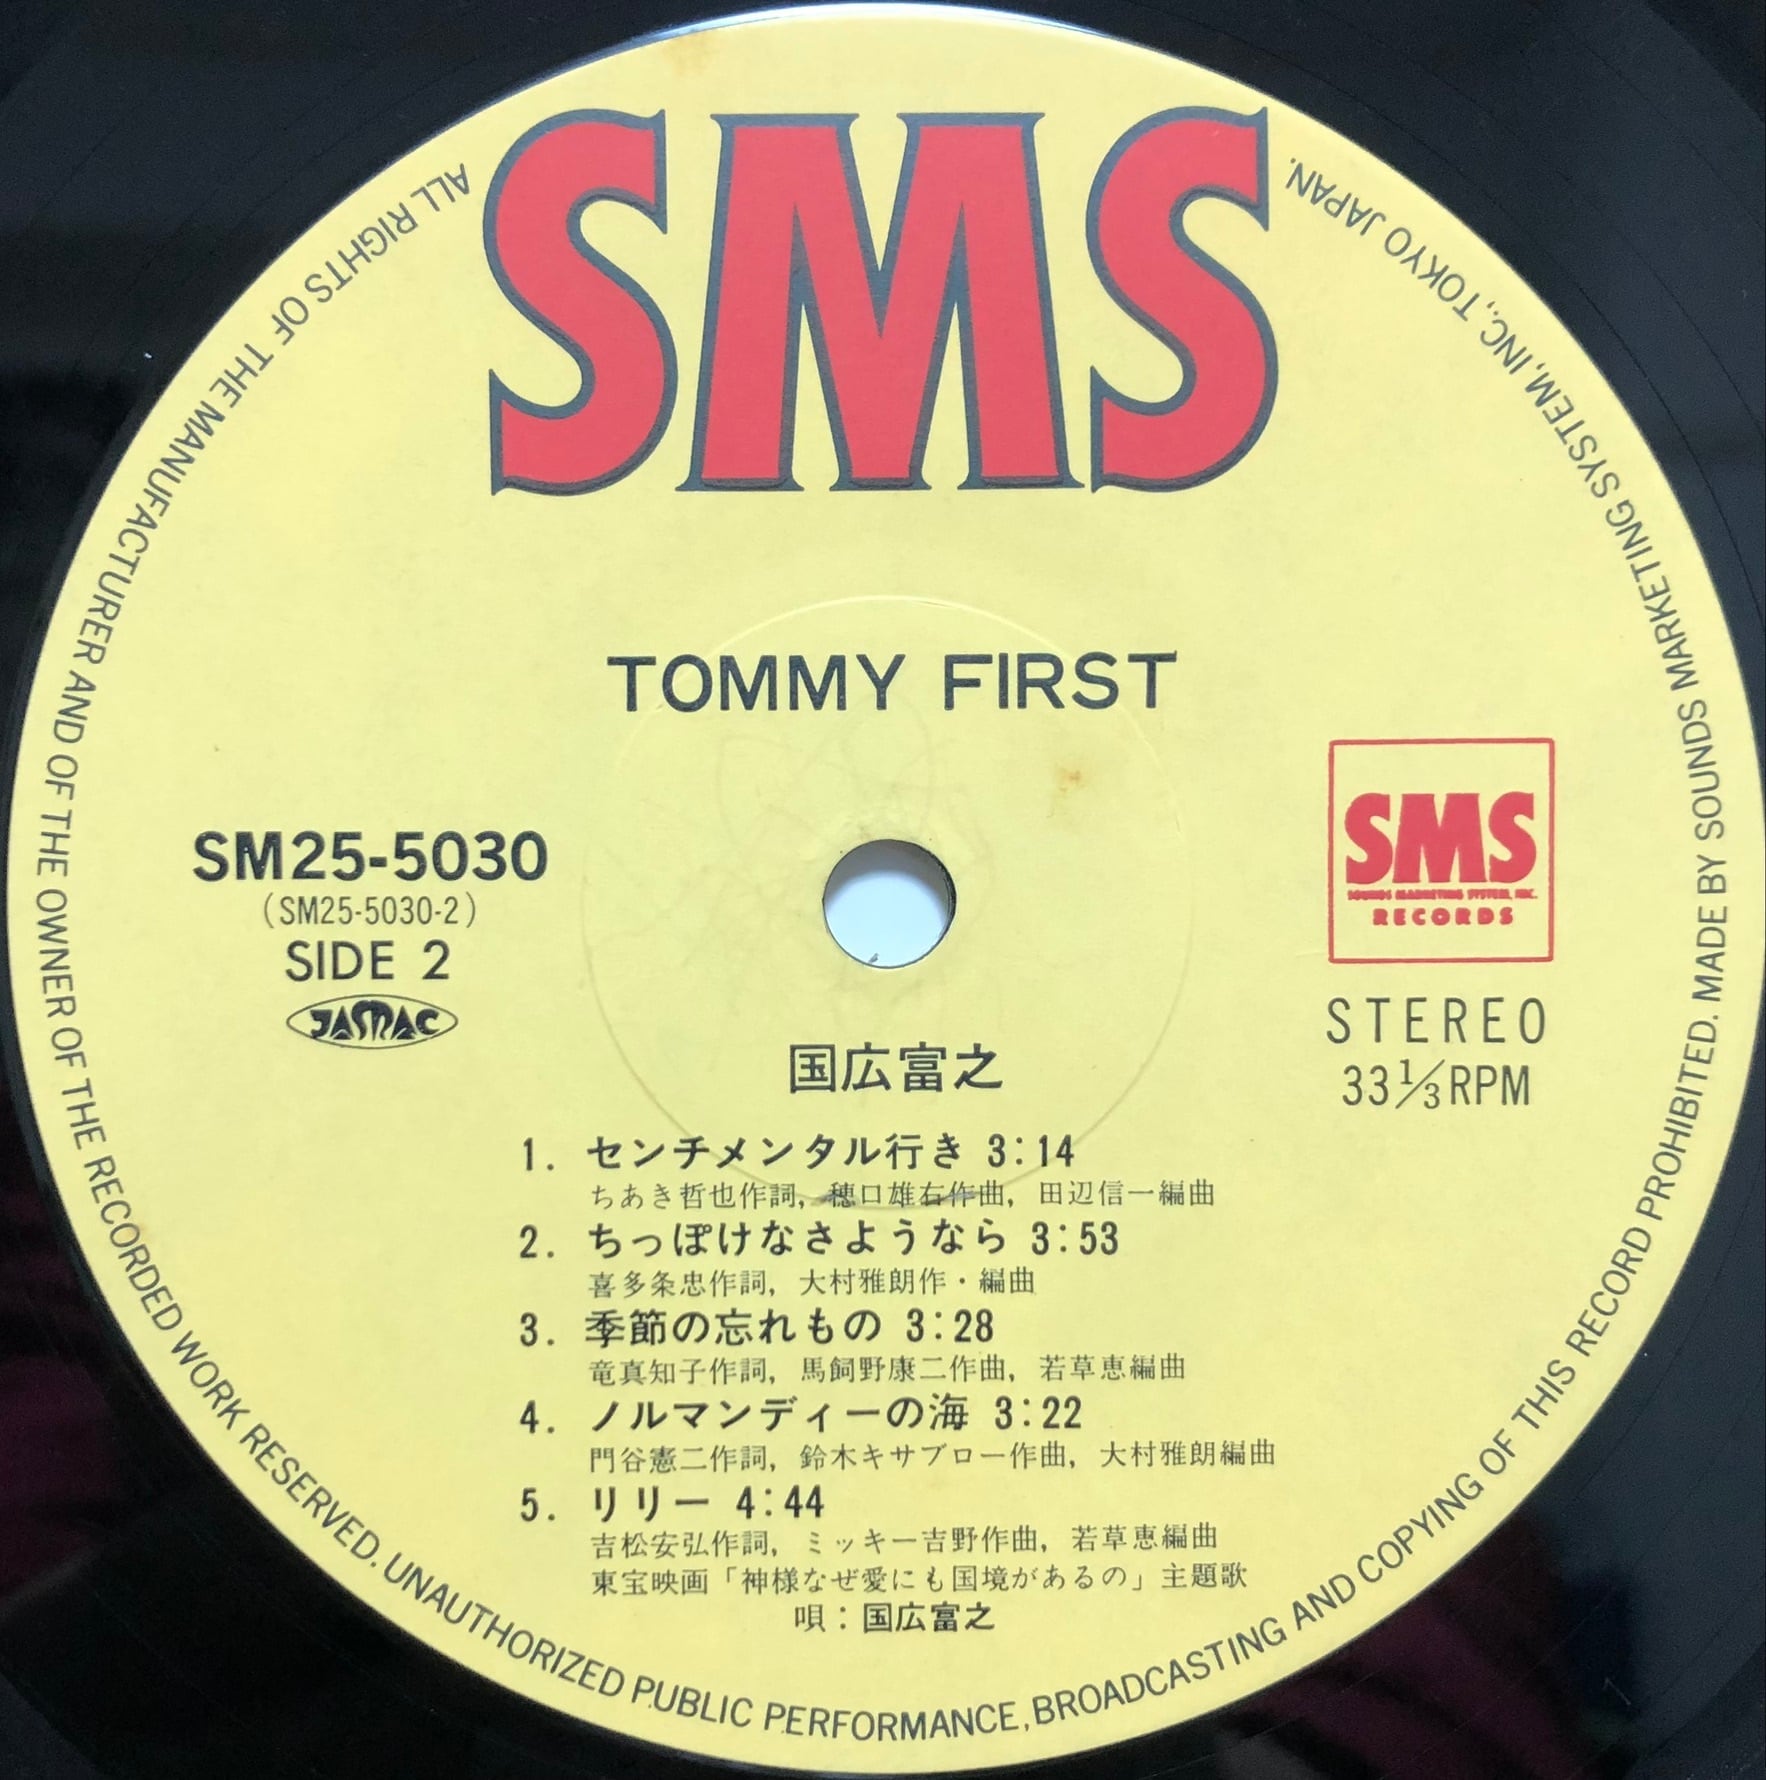 SMS
TOMMY FIRST
SM25-5030
(SM25-5030-2)
SIDE 2
JASRAC
SMS
SOUNDS MARKETING SYSTEM, INC.
RECORDS
STEREO
33 1/3 RPM
国広富之
1. センチメンタル行き 3:14
ちあき哲也作詞, 穂口雄右作曲, 田辺信一編曲
2. ちっぽけなさようなら 3:53
喜多条忠作詞, 大村雅朗作・編曲
3. 季節の忘れもの 3:28
竜真知子作詞, 馬飼野康二作曲, 若草恵編曲
4. ノルマンディーの海 3:22
門谷憲二作詞, 鈴木キサブロー作曲, 大村雅朗編曲
5. リリー 4:44
吉松安弘作詞, ミッキー吉野作曲, 若草恵編曲
東宝映画「神様なぜ愛にも国境があるの」主題歌
唄:国広富之
ALL RIGHTS OF THE MANUFACTURER AND OF THE OWNER OF THE RECORDED WORK RESERVED. UNAUTHORIZED PUBLIC PERFORMANCE, BROADCASTING AND COPYING OF THIS RECORD PROHIBITED. MADE BY SOUNDS MARKETING SYSTEM, INC., TOKYO JAPAN.